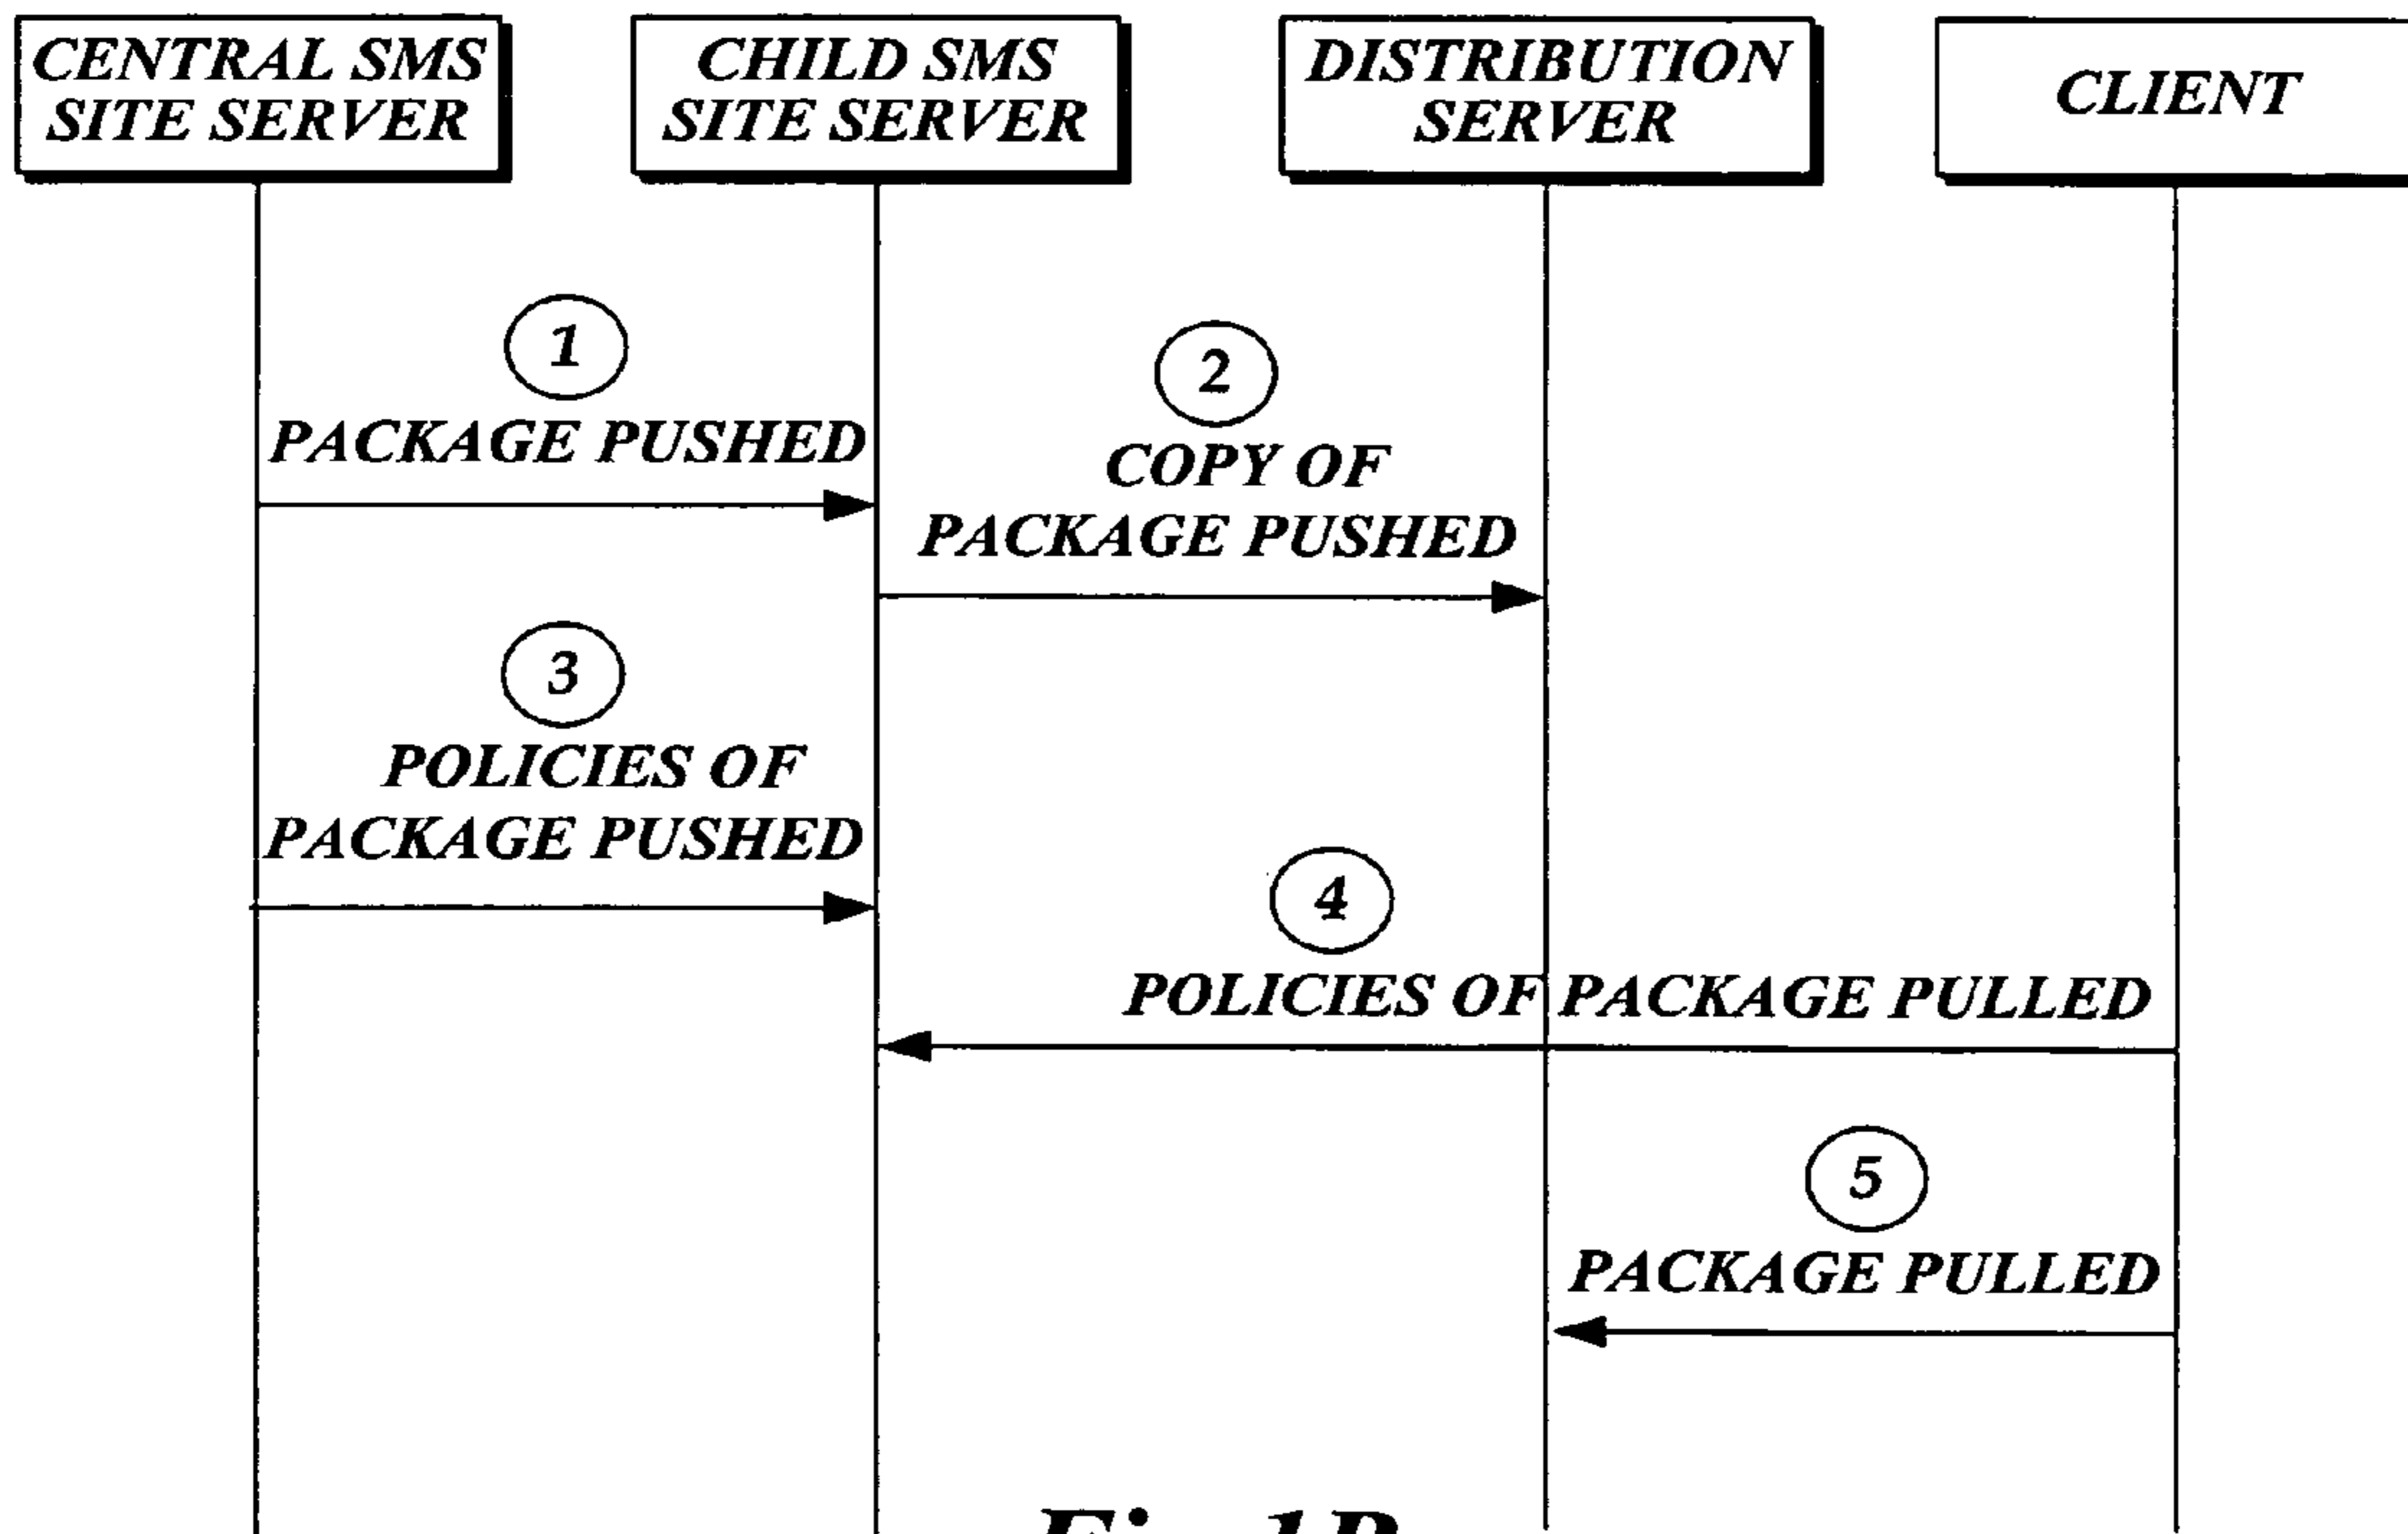 CENTRAL SMS
SITE SERVER
CHILD SMS
SITE SERVER
DISTRIBUTION
SERVER
CLIENT
1
PACKAGE PUSHED
2
COPY OF
PACKAGE PUSHED
3
POLICIES OF
PACKAGE PUSHED
4
POLICIES OF PACKAGE PULLED
5
PACKAGE PULLED